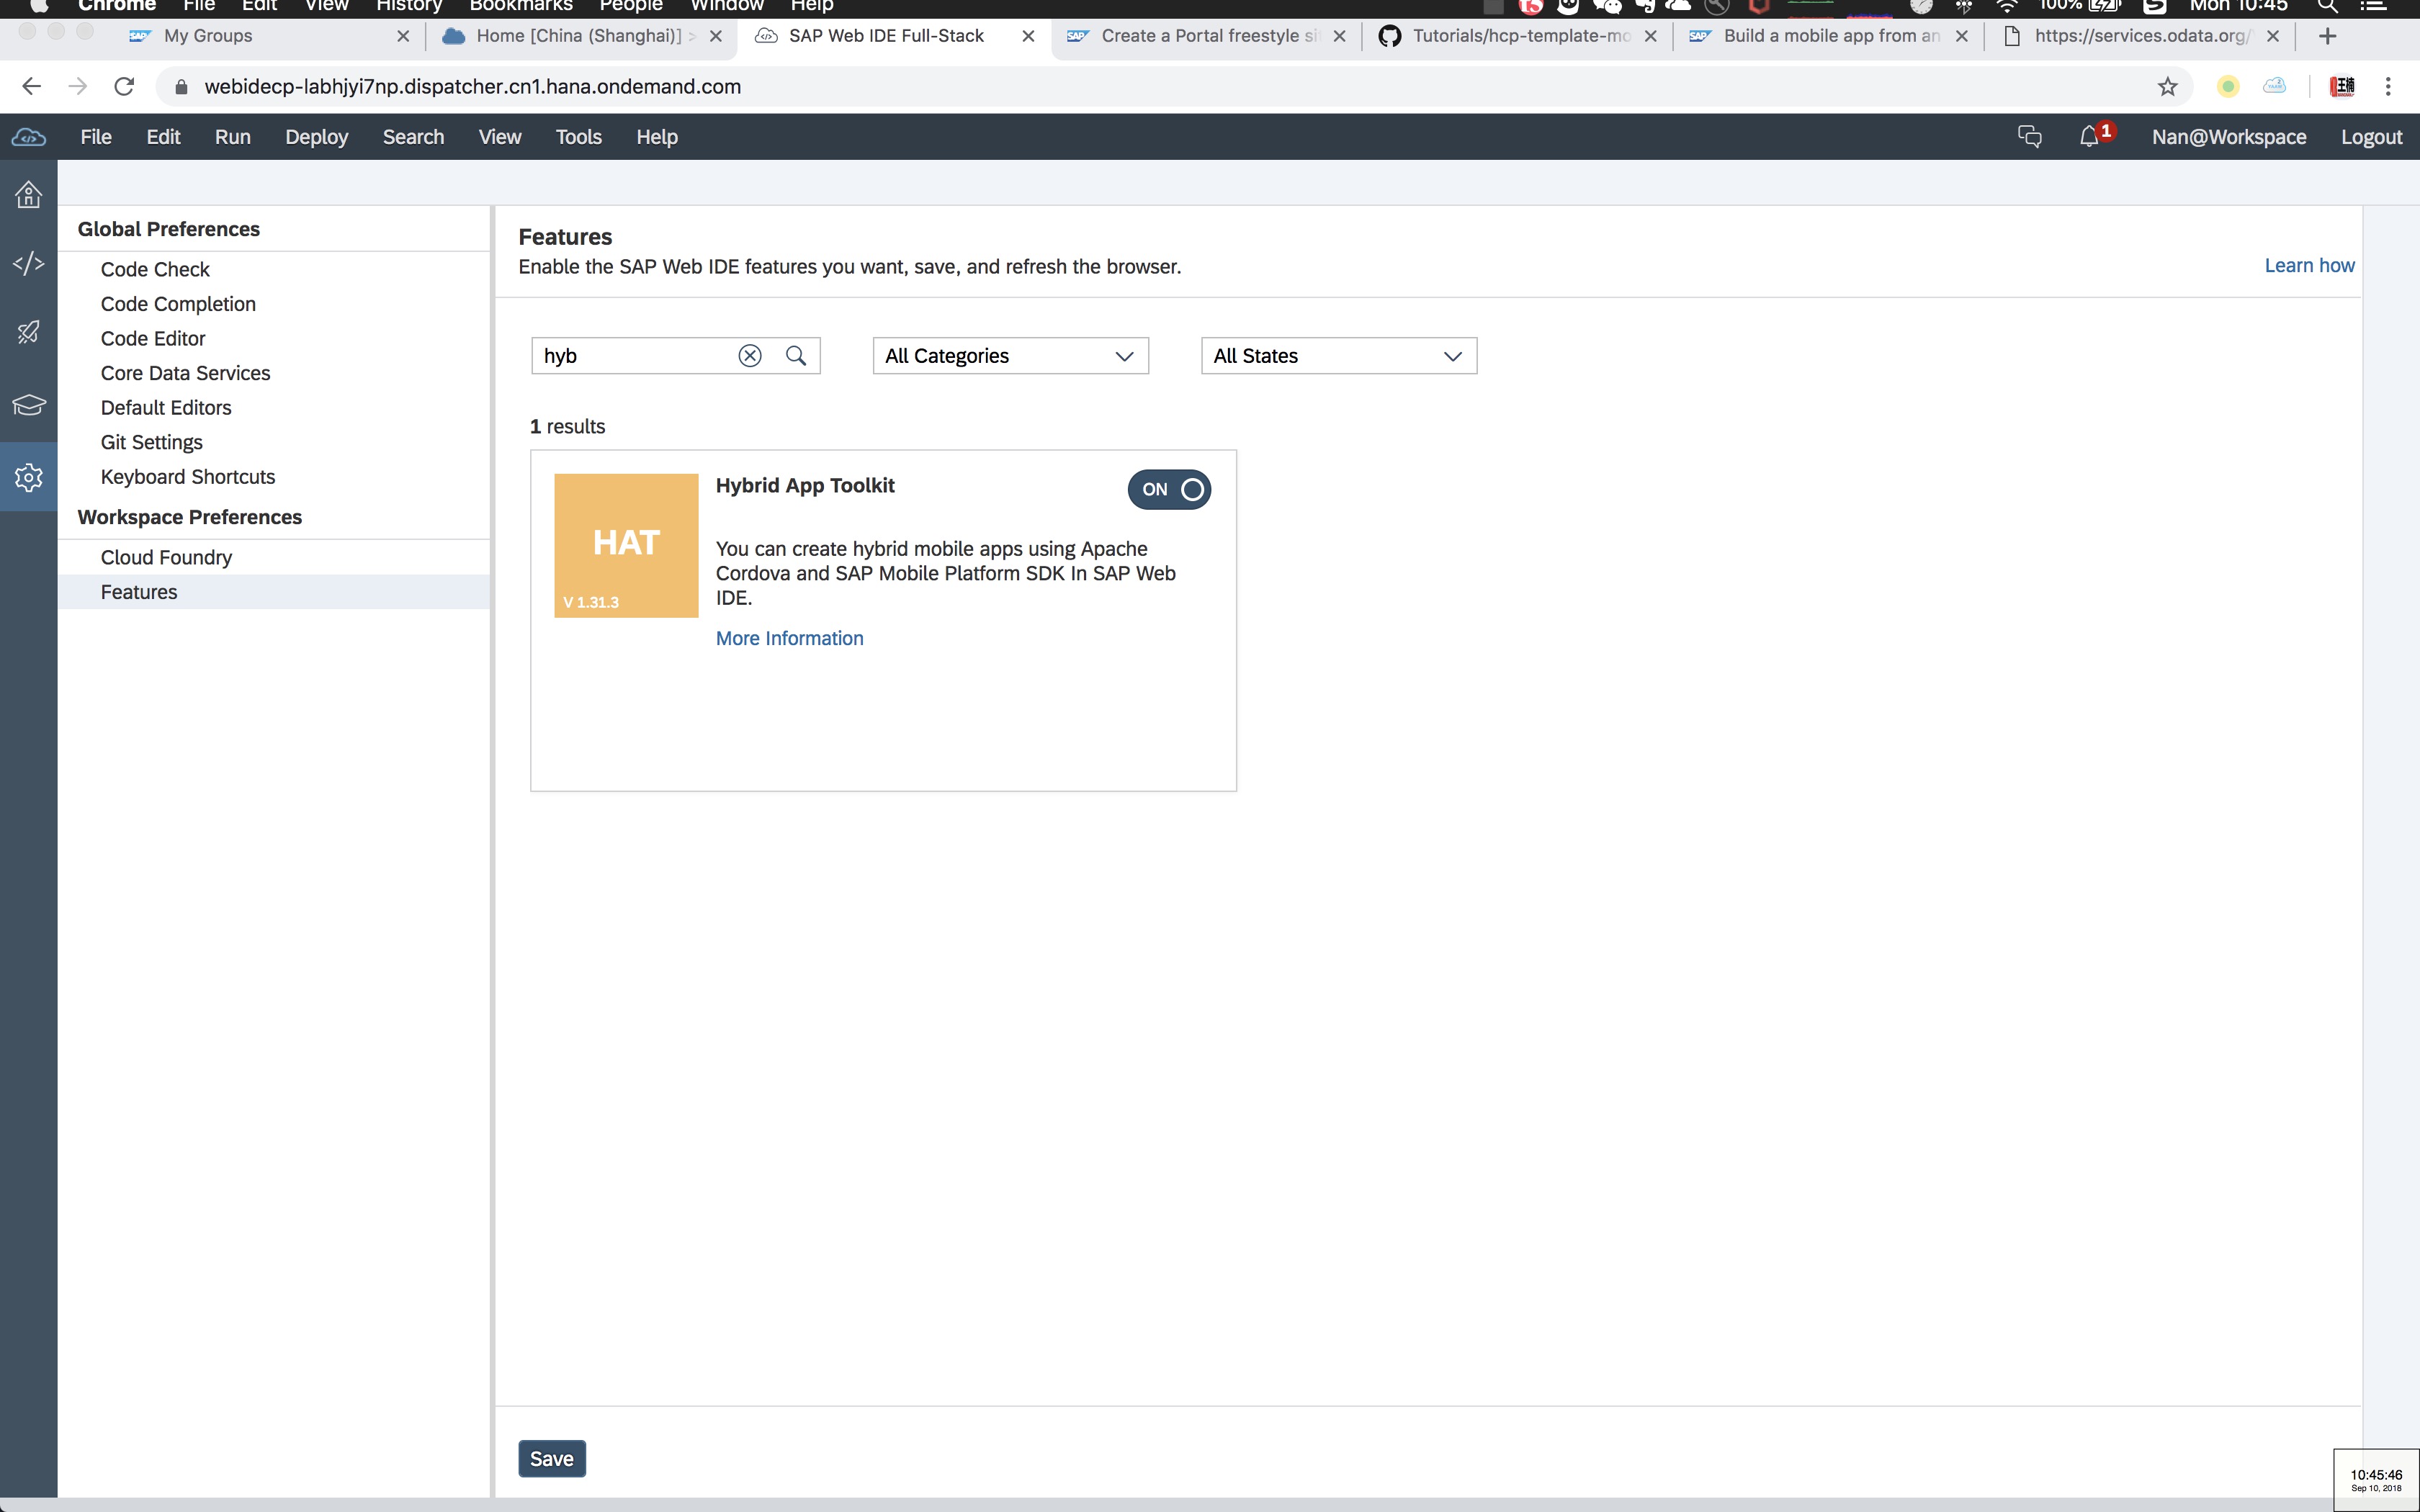 Chrome File Edit View History Bookmarks People Window Help 100% Mon 10:45
My Groups Home [China (Shanghai)] > SAP Web IDE Full-Stack Create a Portal freestyle si Tutorials/hcp-template-mo Build a mobile app from an https://services.odata.org/
webidecp-labhjyi7np.dispatcher.cn1.hana.ondemand.com
File Edit Run Deploy Search View Tools Help 1 Nan@Workspace Logout
Global Preferences
Code Check
Code Completion
Code Editor
Core Data Services
Default Editors
Git Settings
Keyboard Shortcuts
Workspace Preferences
Cloud Foundry
Features
Features
Enable the SAP Web IDE features you want, save, and refresh the browser.
Learn how
hyb All Categories All States
1 results
HAT
V 1.31.3
Hybrid App Toolkit
ON
You can create hybrid mobile apps using Apache
Cordova and SAP Mobile Platform SDK In SAP Web
IDE.
More Information
Save
10:45:46
Sep 10, 2018